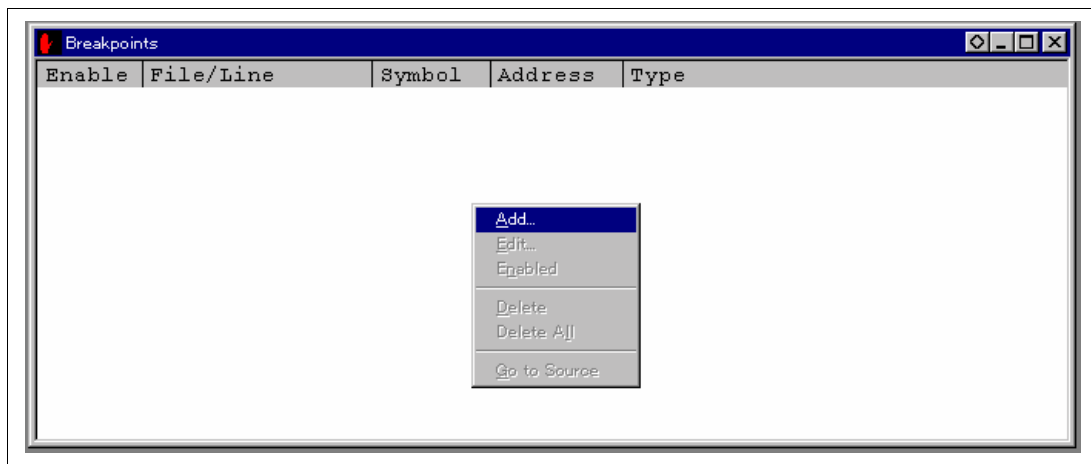 Breakpoints
Enable File/Line Symbol Address Type
Add...
Edit...
Enabled
Delete
Delete All
Go to Source